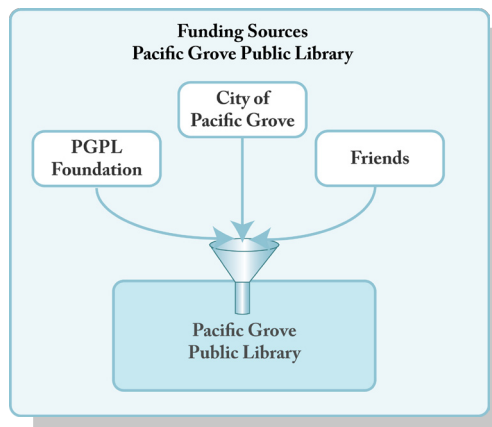 Funding Sources
Pacific Grove Public Library
City of
Pacific Grove
PGPL
Foundation
Friends
Pacific Grove
Public Library